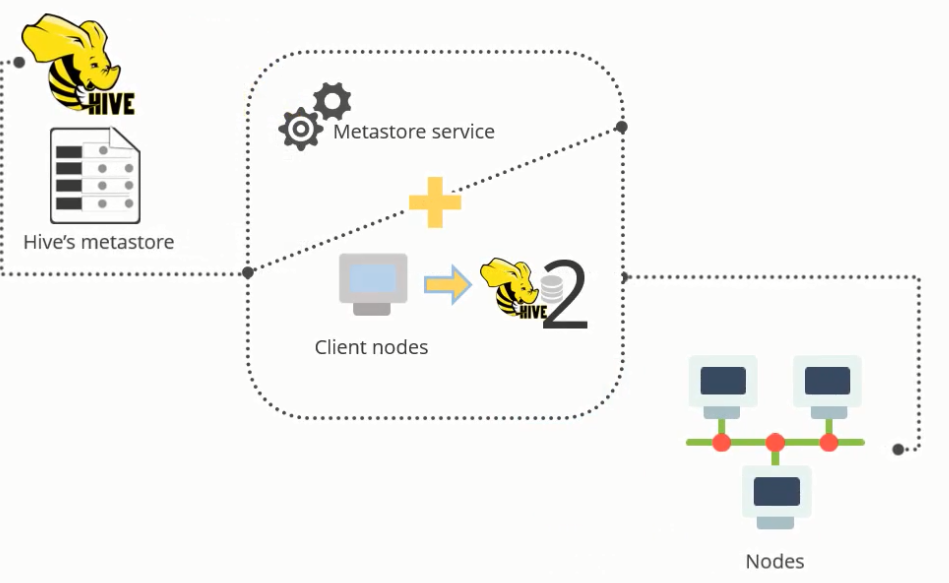 HIVE
Hive's metastore
Metastore service
HIVE 2
Client nodes
Nodes